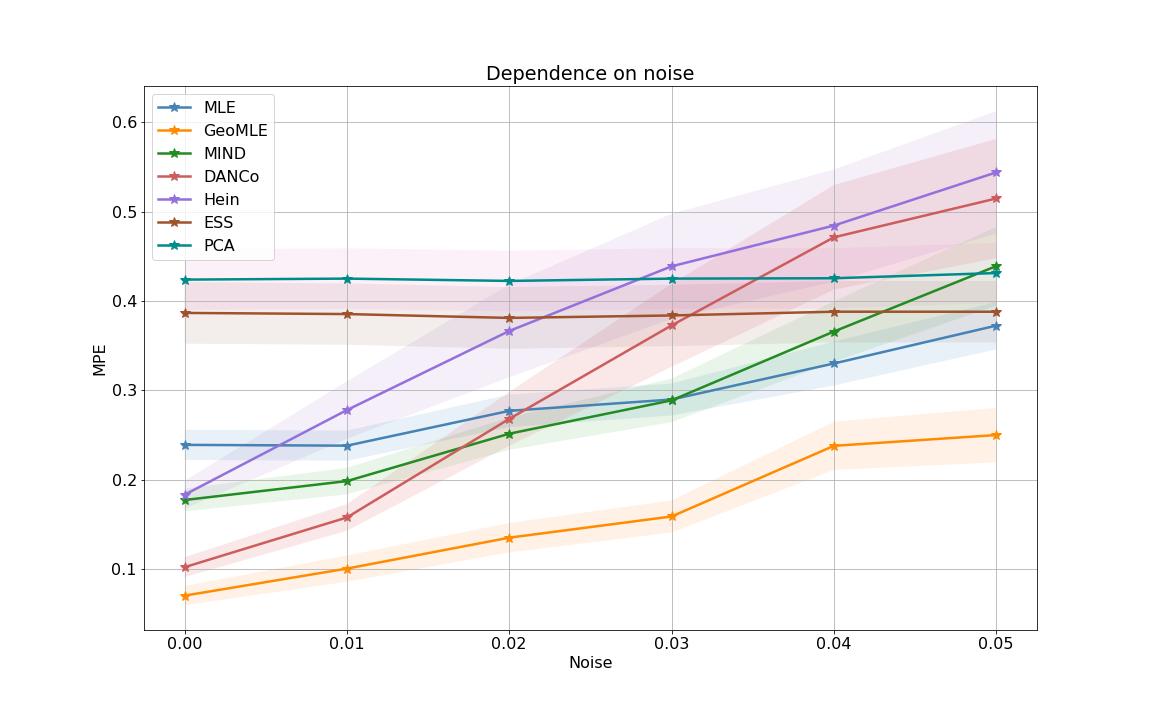 Dependence on noise
MLE
GeoMLE
MIND
DANCo
Hein
ESS
PCA
MPE
0.6
0.5
0.4
0.3
0.2
0.1
0.00 0.01 0.02 0.03 0.04 0.05
Noise